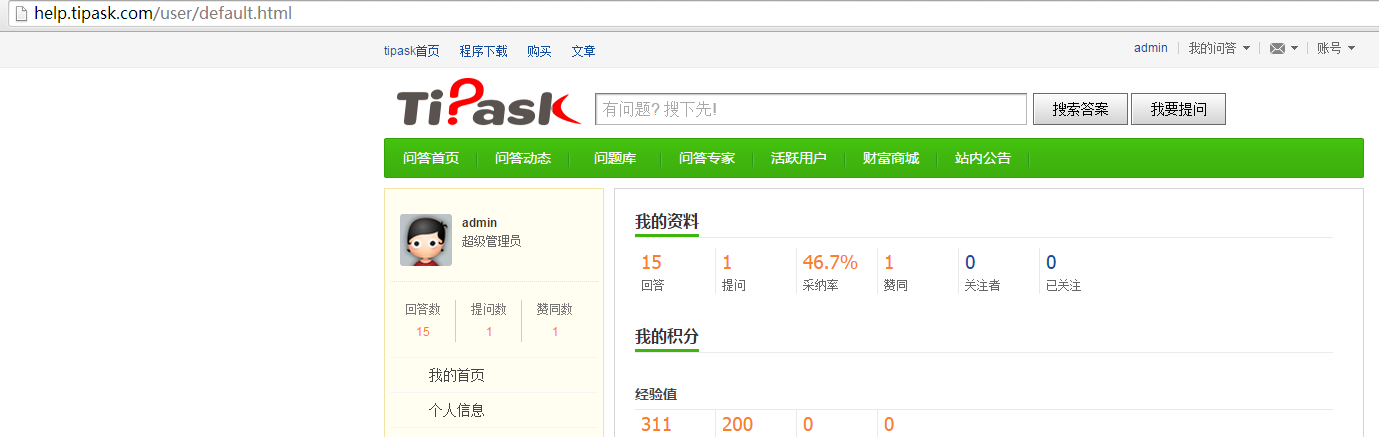 help.tipask.com/user/default.html
tipask首页 程序下载 购买 文章 admin 我的问答 账号
TiPask 有问题? 搜下先! 搜索答案 我要提问
问答首页 问答动态 问题库 问答专家 活跃用户 财富商城 站内公告
admin
超级管理员
回答数 提问数 赞同数
15 1 1
我的首页
个人信息
我的资料
15 1 46.7% 1 0 0
回答 提问 采纳率 赞同 关注者 已关注
我的积分
经验值
311 200 0 0